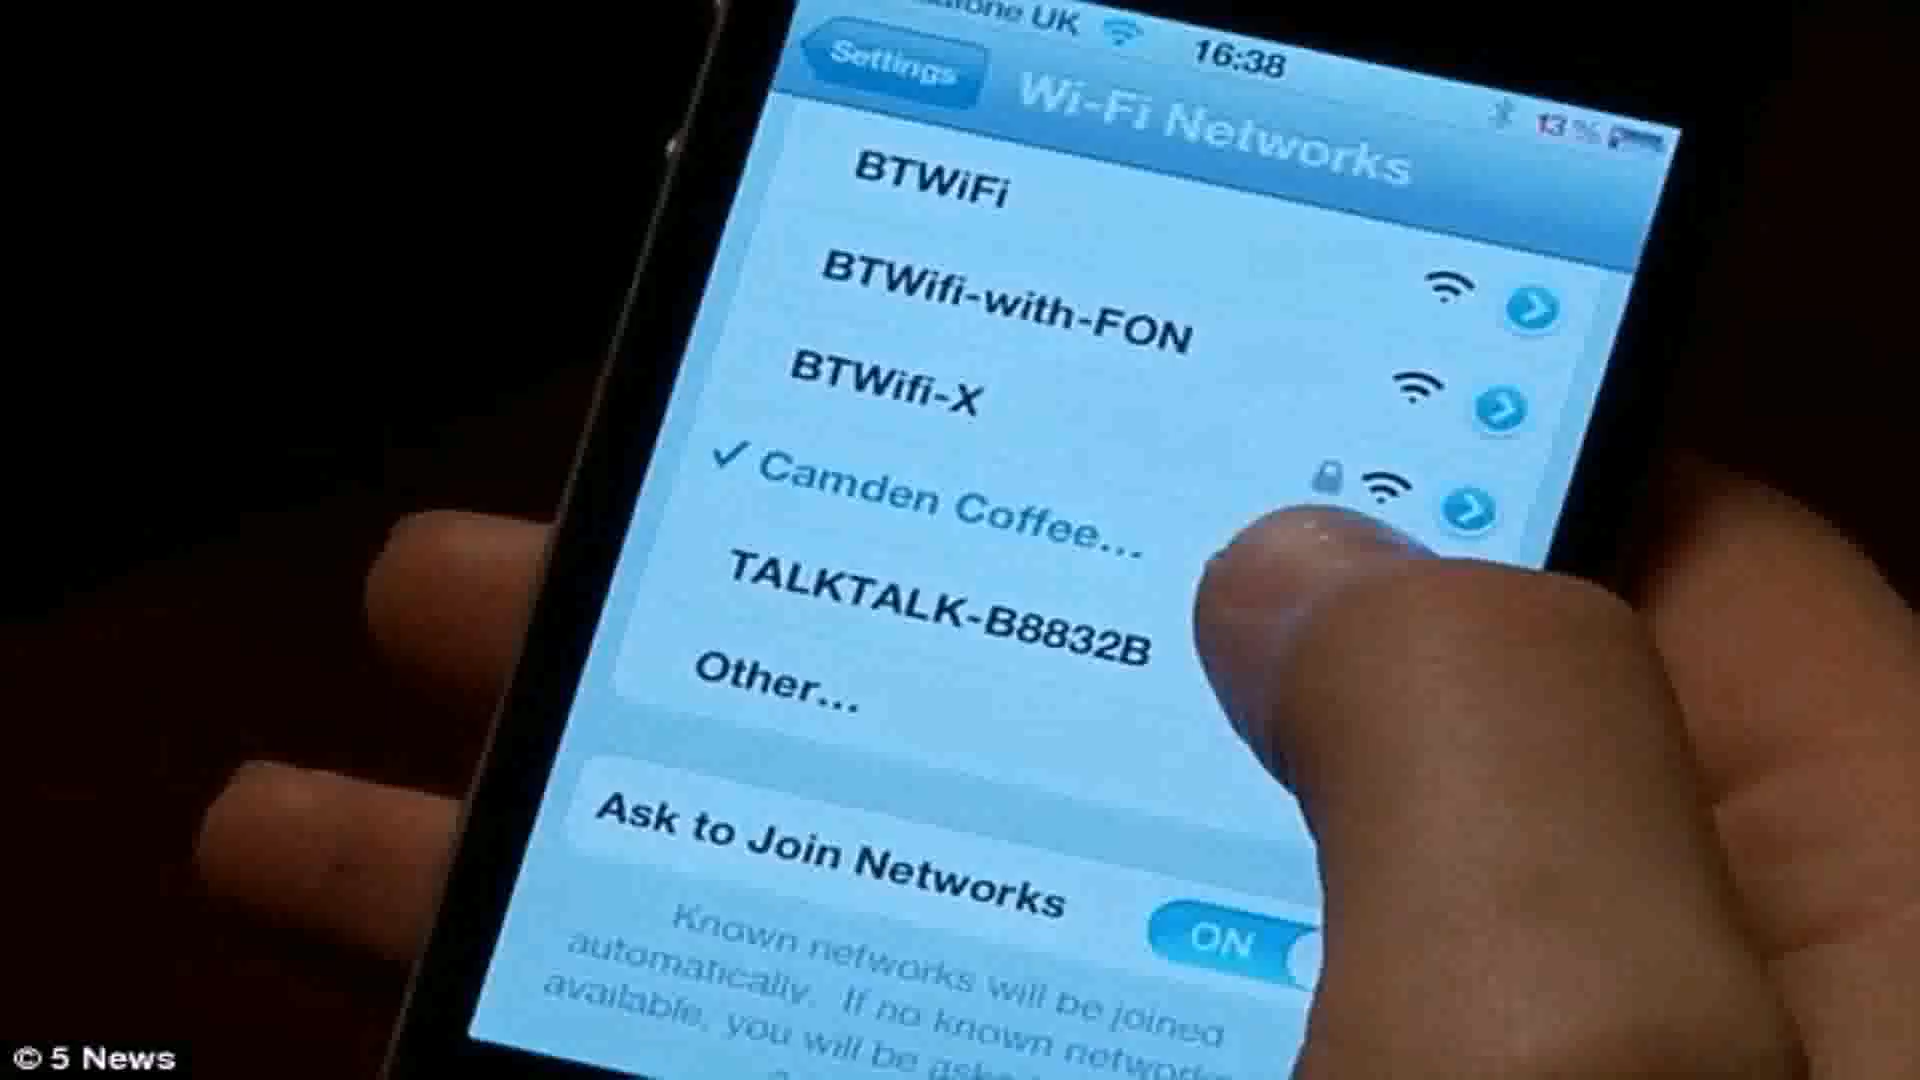 UK 16:38 13%
Settings Wi-Fi Networks
BTWiFi
BTWifi-with-FON
BTWifi-X
✓ Camden Coffee...
TALKTALK-B8832B
Other...
Ask to Join Networks ON
Known networks will be joined
automatically. If no known networks
available, you will be
© 5 News